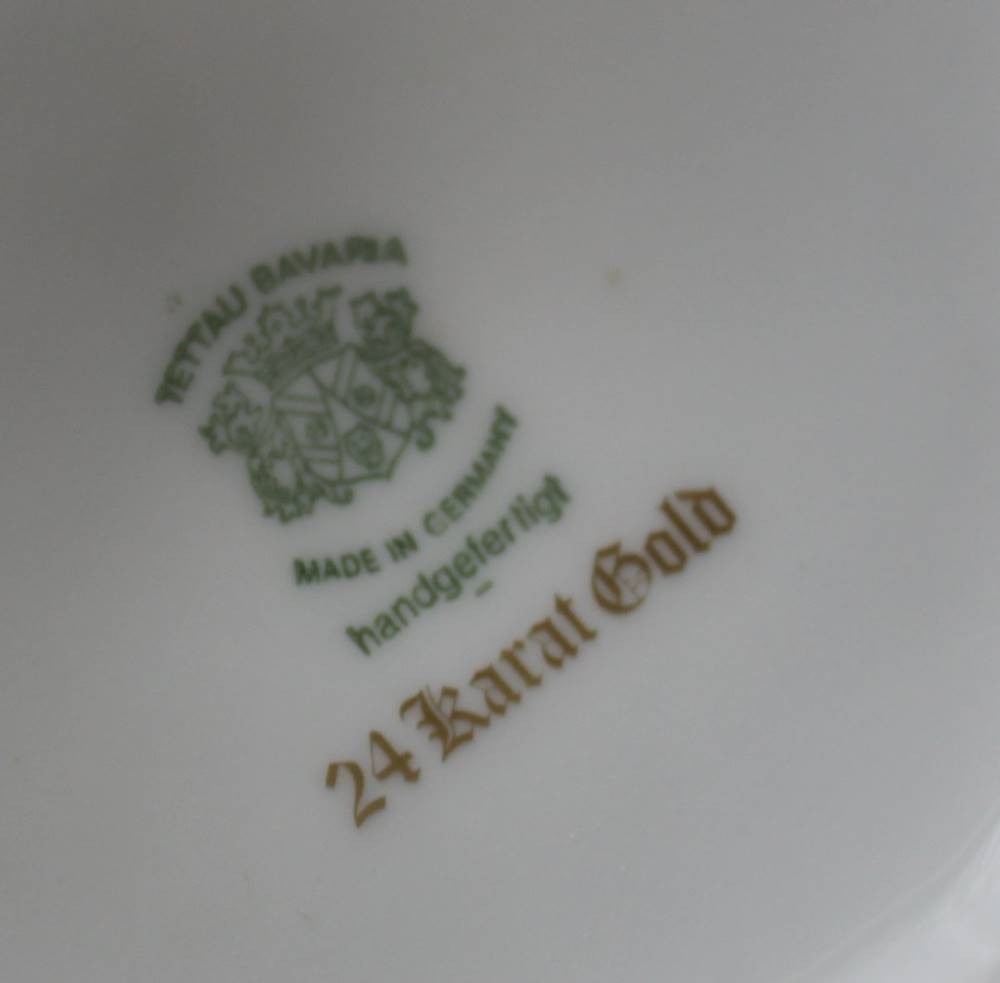 TETTAU BAVARIA
MADE IN GERMANY
handgefertigt
24 Karat Gold